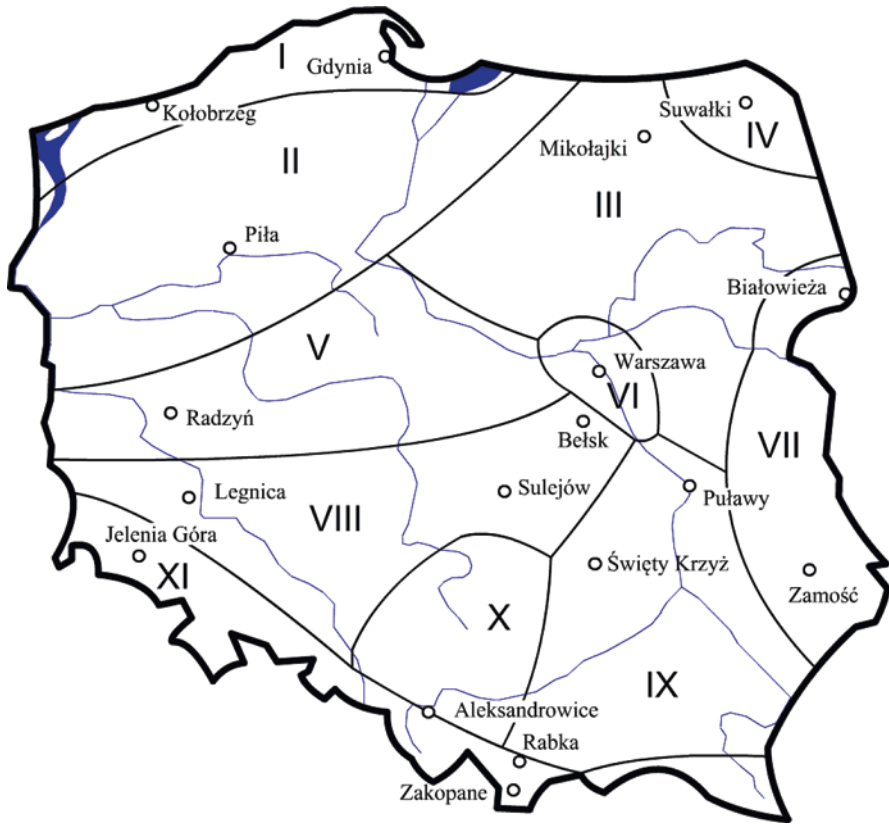 I
Gdynia
Kołobrzeg
Suwałki
IV
Mikołajki
II
III
Piła
Białowieża
V
Warszawa
VI
Radzyń
Bełsk
VII
Legnica
Sulejów
Puławy
VIII
Jelenia Góra
Święty Krzyż
XI
Zamość
X
IX
Aleksandrowice
Rabka
Zakopane